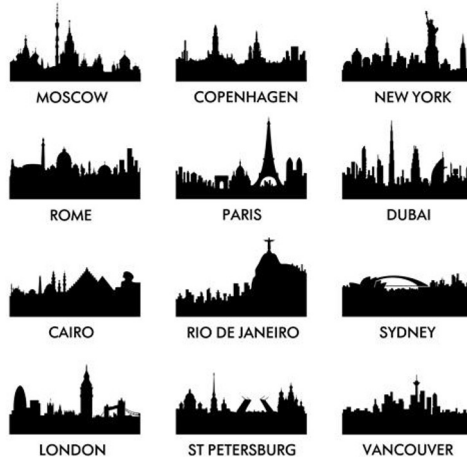 MOSCOW
COPENHAGEN
NEW YORK
ROME
PARIS
DUBAI
CAIRO
RIO DE JANEIRO
SYDNEY
LONDON
ST PETERSBURG
VANCOUVER